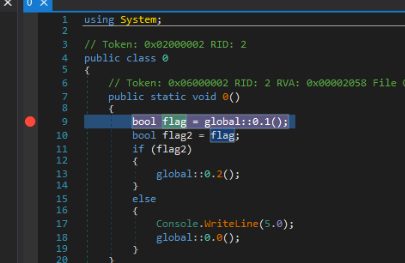 0
1 using System;
2
3 // Token: 0x02000002 RID: 2
4 public class 0
5 {
6 // Token: 0x06000002 RID: 2 RVA: 0x00002058 File
7 public static void 0()
8 {
9 bool flag = global::0.1();
10 bool flag2 = flag;
11 if (flag2)
12 {
13 global::0.2();
14 }
15 else
16 {
17 Console.WriteLine(5.0);
18 global::0.0();
19 }
20 }